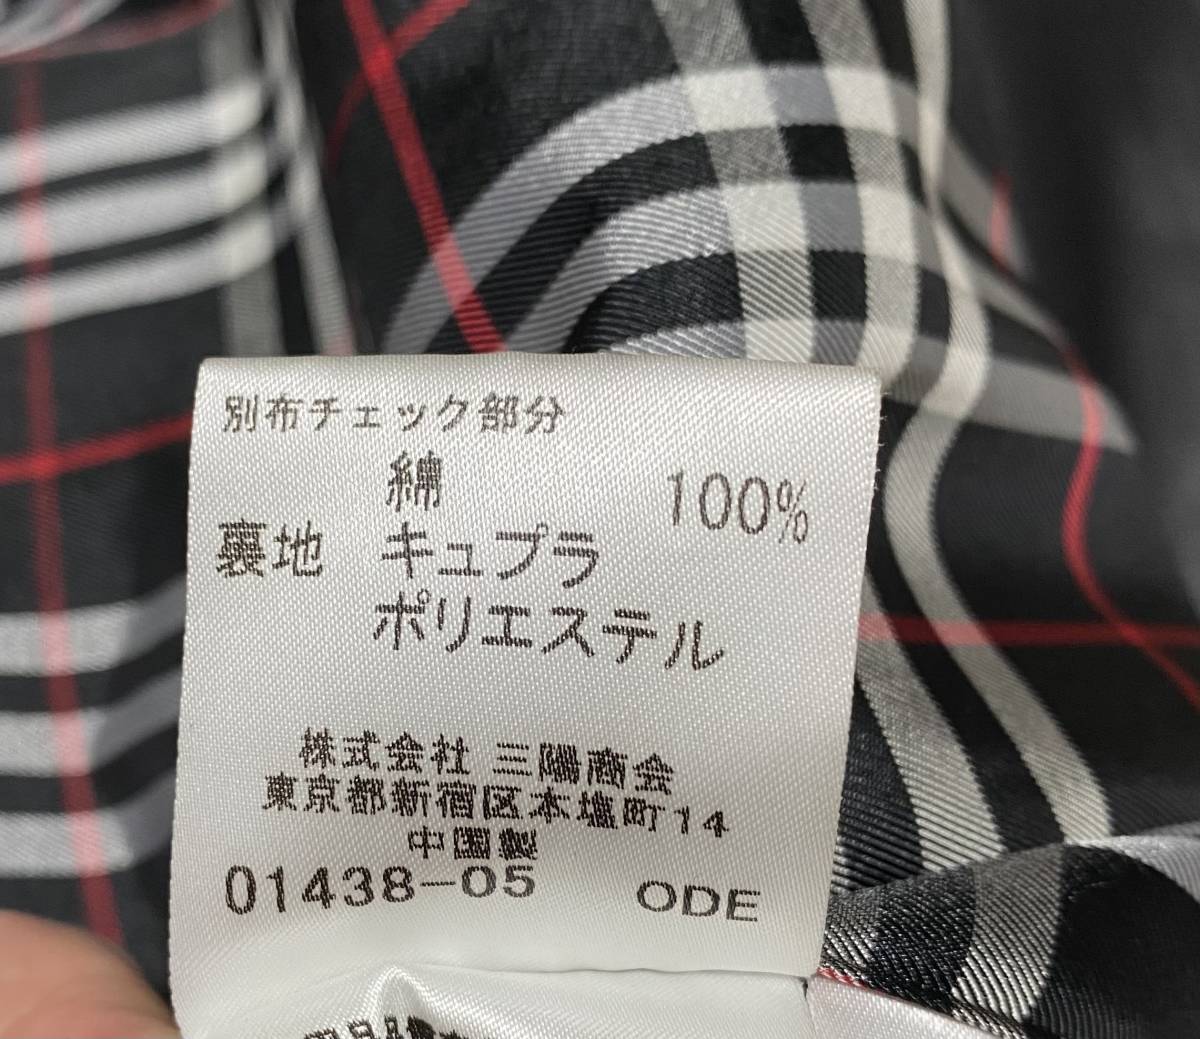 別布チェック部分
綿 100%
裏地 キュプラ
ポリエステル
株式会社 三陽商会
東京都新宿区本塩町14
中国製
01438-05 ODE